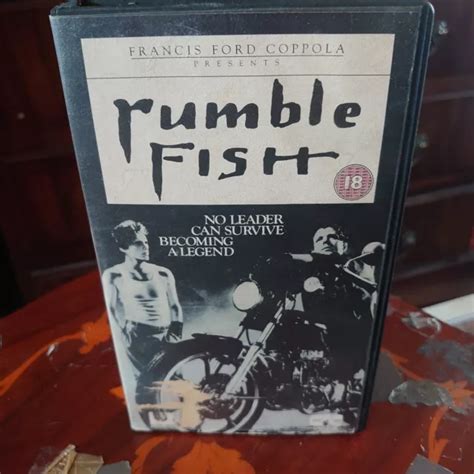 FRANCIS FORD COPPOLA
PRESENTS
rumble
FISH
18
NO LEADER
CAN SURVIVE
BECOMING
A LEGEND